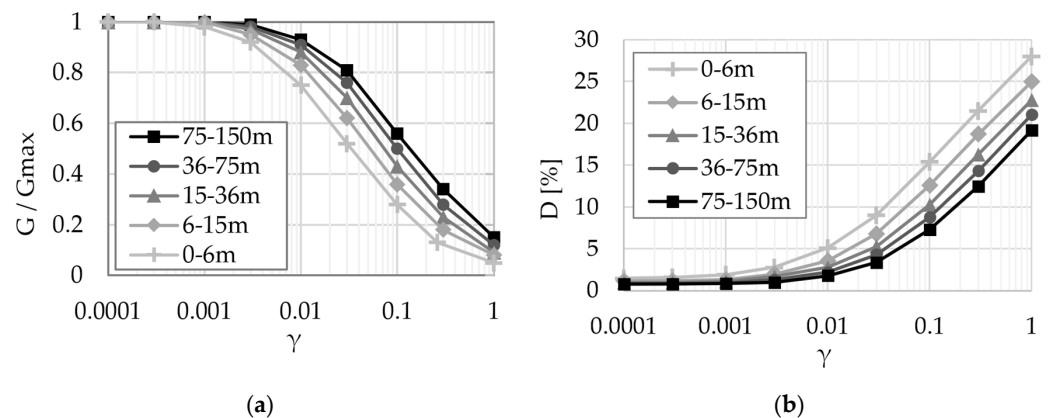 1
0.8
0.6
0.4
0.2
0
G / Gmax
75-150m
36-75m
15-36m
6-15m
0-6m
0.0001 0.001 0.01 0.1 1
γ
(a)
30
25
20
15
10
5
0
D [%]
0-6m
6-15m
15-36m
36-75m
75-150m
0.0001 0.001 0.01 0.1 1
γ
(b)